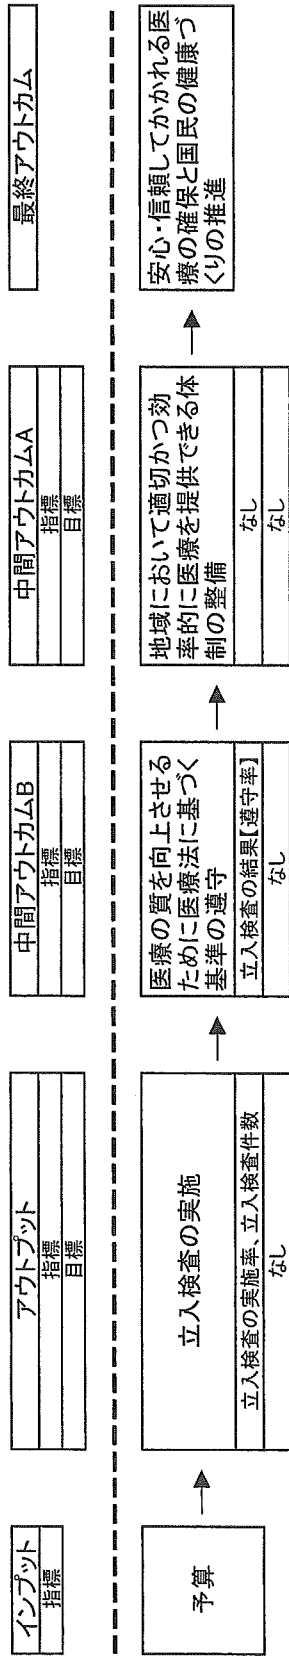 インプット
指標
アウトプット
指標
目標
中間アウトカムB
指標
目標
中間アウトカムA
指標
目標
最終アウトカム
予算
立入検査の実施
立入検査の実施率、立入検査件数
なし
医療の質を向上させる
ために医療法に基づく
基準の遵守
立入検査の結果【遵守率】
なし
地域において適切かつ効
率的に医療を提供できる体
制の整備
なし
なし
安心・信頼してかかれる医
療の確保と国民の健康づ
くりの推進